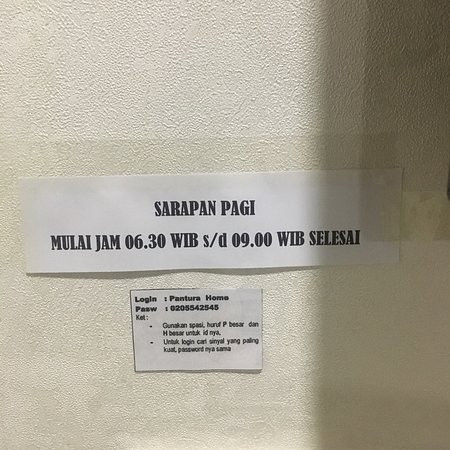 SARAPAN PAGI
MULAI JAM 06.30 WIB s/d 09.00 WIB SELESAI
Login : Pantura Home
Pasw : 0205542545
Ket :
- Gunakan spasi, huruf P besar dan
H besar untuk id nya,
- Untuk login cari sinyal yang paling
kuat, password nya sama